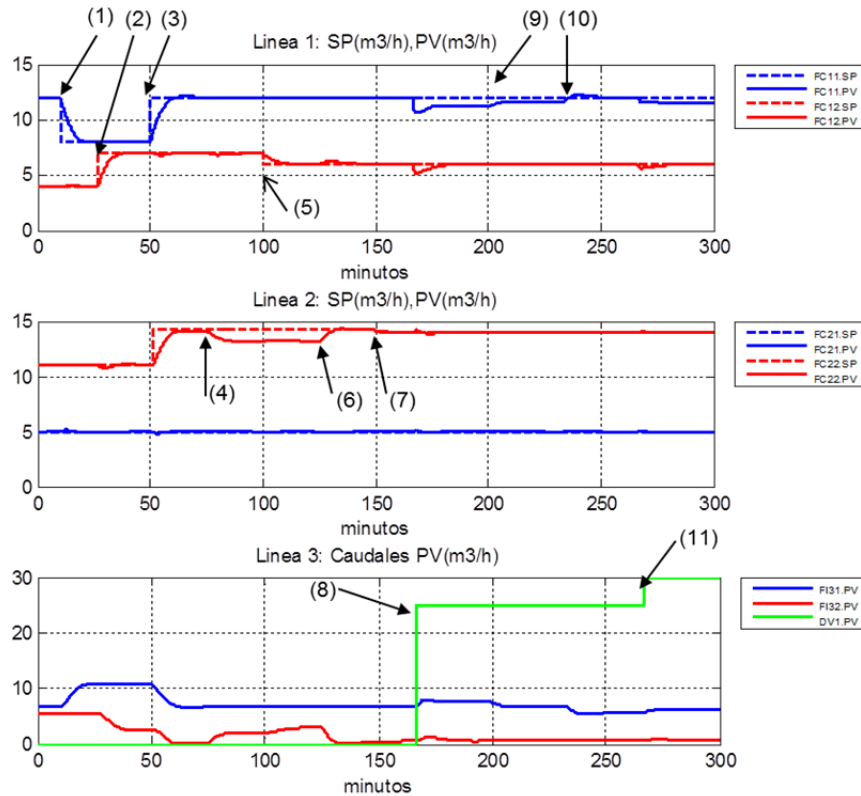 (1) (2) (3) (9) (10)
Linea 1: SP(m3/h),PV(m3/h)
15
10
5
0
(5)
0 50 100 150 200 250 300
minutos
FC11.SP
FC11.PV
FC12.SP
FC12.PV
Linea 2: SP(m3/h),PV(m3/h)
15
10
5
0
(4) (6) (7)
0 50 100 150 200 250 300
minutos
FC21.SP
FC21.PV
FC22.SP
FC22.PV
Linea 3: Caudales PV(m3/h)
(11)
(8)
30
20
10
0
0 50 100 150 200 250 300
minutos
FI31.PV
FI32.PV
DV1.PV